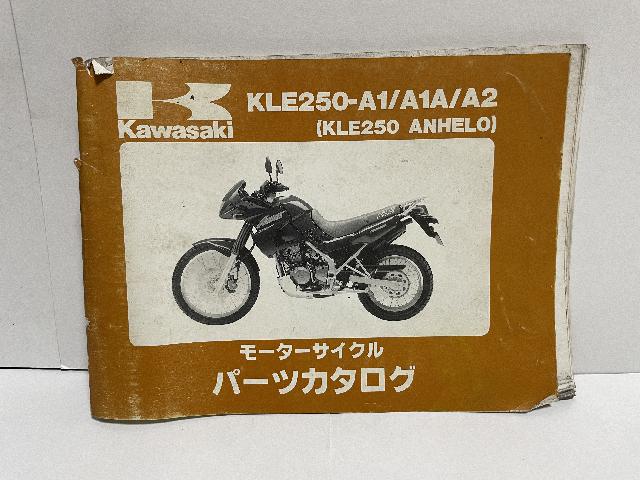 Kawasaki
KLE250-A1/A1A/A2
(KLE250 ANHELO)
モーターサイクル
パーツカタログ